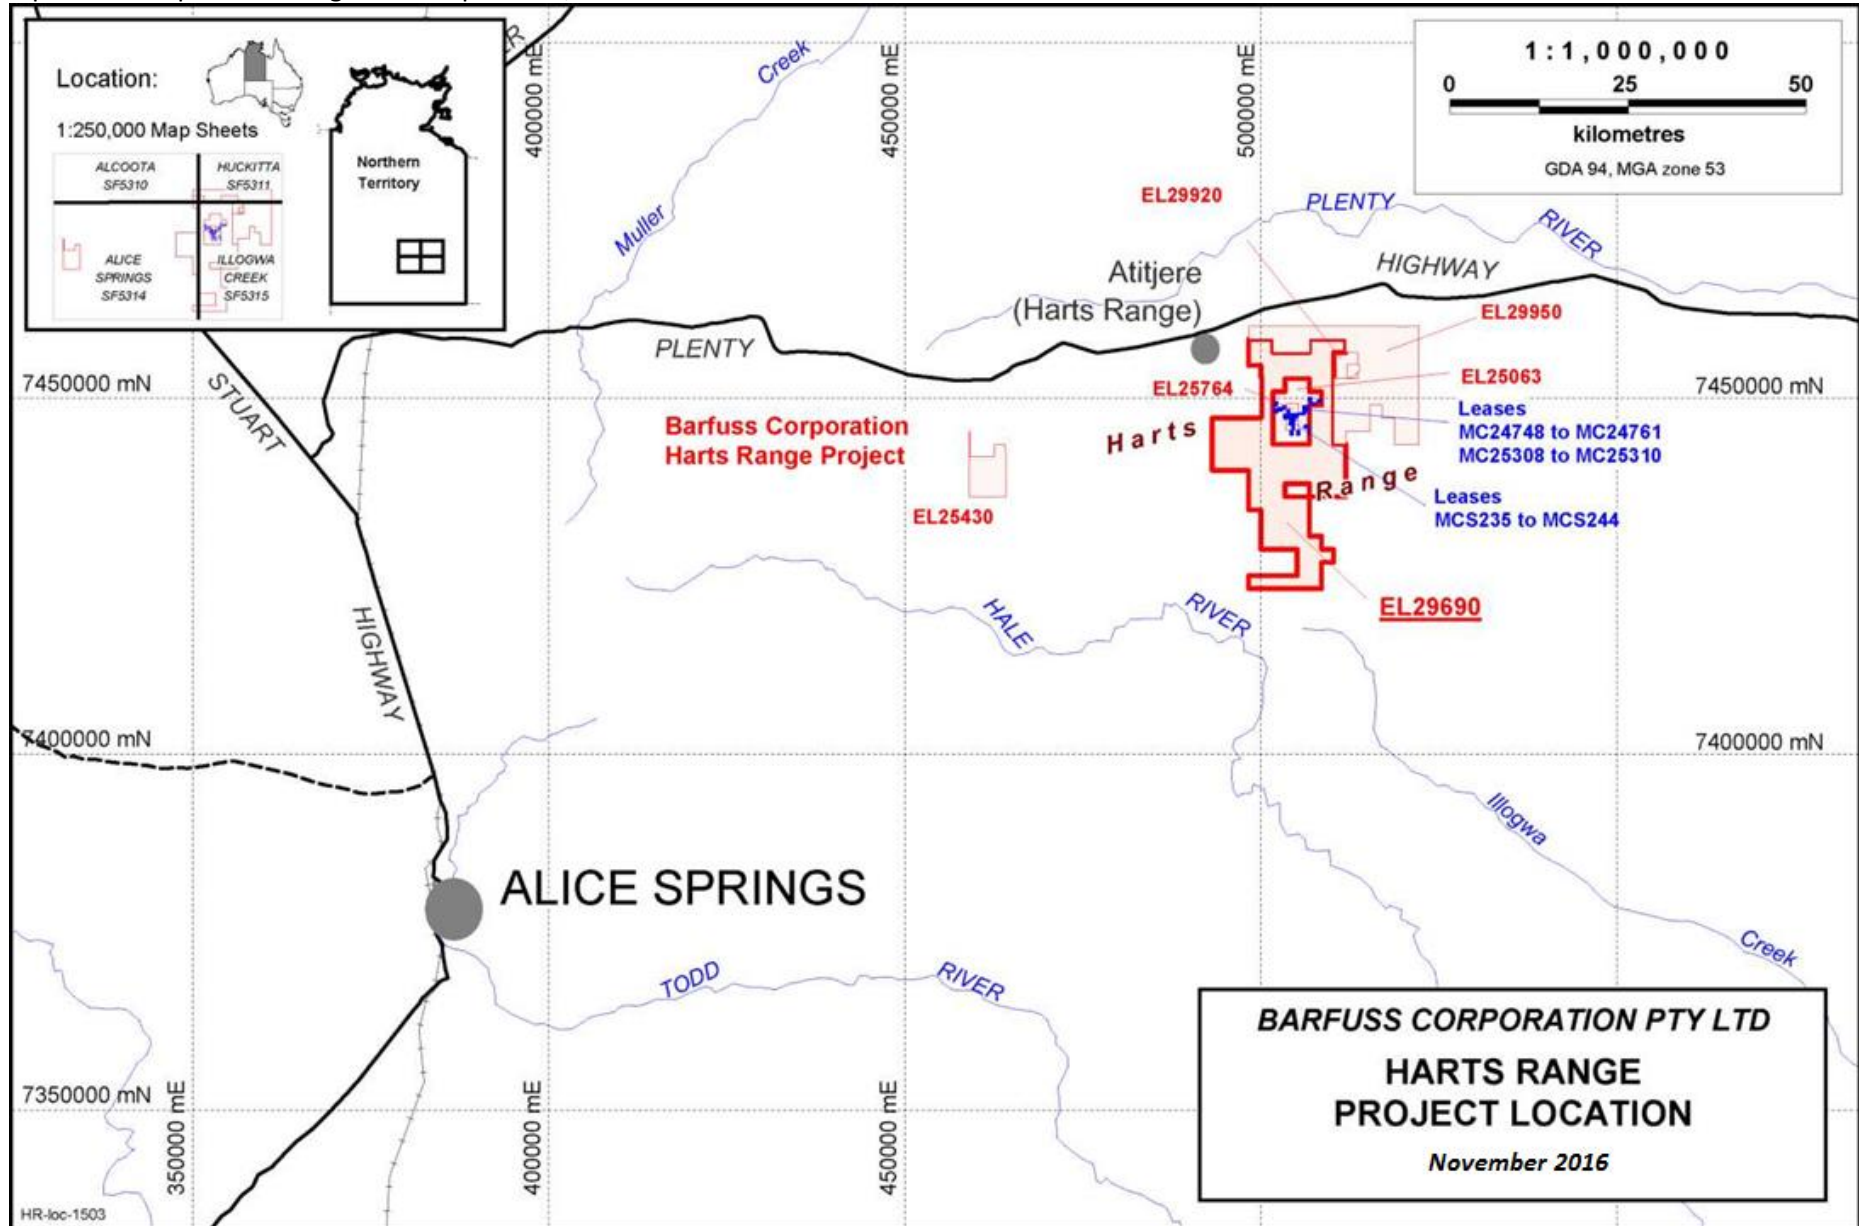 Location:
1:250,000 Map Sheets
ALCOOTA
SF5310
HUCKITTA
SF5311
ALICE
SPRINGS
SF5314
ILLOGWA
CREEK
SF5315
Northern
Territory
1:1,000,000
0 25 50
kilometres
GDA 94, MGA zone 53
400000 mE
450000 mE
500000 mE
Creek
Muller
EL29920
PLENTY
RIVER
HIGHWAY
Atitjere
(Harts Range)
EL29950
PLENTY
7450000 mN
7450000 mN
STUART
EL25764
EL25063
Barfuss Corporation
Harts Range Project
Harts
Range
Leases
MC24748 to MC24761
MC25308 to MC25310
Leases
MCS235 to MCS244
EL25430
EL29690
HALE
RIVER
HIGHWAY
7400000 mN
7400000 mN
Illogwa
Creek
ALICE SPRINGS
TODD
RIVER
7350000 mN
350000 mE
400000 mE
450000 mE
BARFUSS CORPORATION PTY LTD
HARTS RANGE
PROJECT LOCATION
November 2016
HR-loc-1503